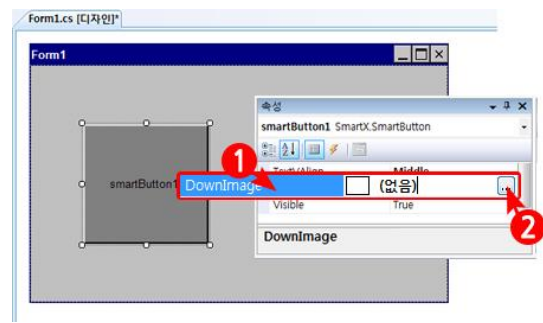 Form1.cs [디자인]*
Form1
속성
smartButton1 SmartX.SmartButton
TextVAlign Middle
1
smartButton1
DownImage (없음) ...
2
Visible True
DownImage